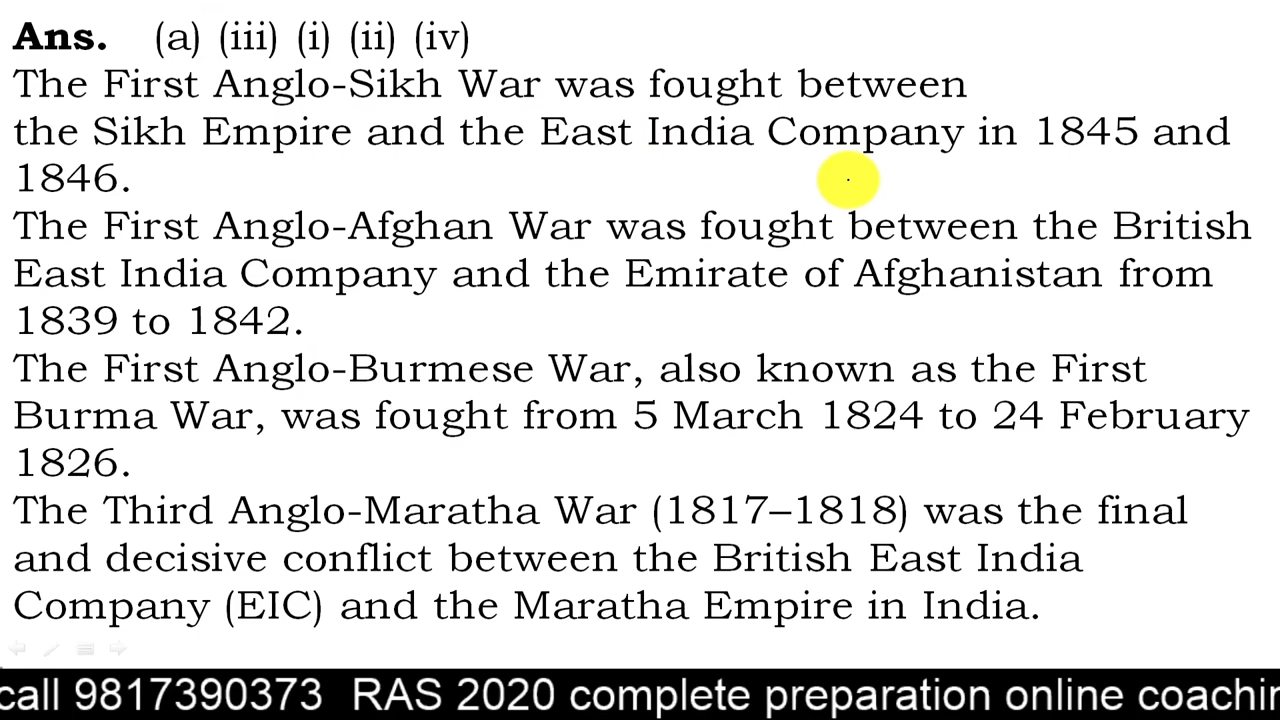 Ans. (a) (iii) (i) (ii) (iv)
The First Anglo-Sikh War was fought between
the Sikh Empire and the East India Company in 1845 and
1846.
The First Anglo-Afghan War was fought between the British
East India Company and the Emirate of Afghanistan from
1839 to 1842.
The First Anglo-Burmese War, also known as the First
Burma War, was fought from 5 March 1824 to 24 February
1826.
The Third Anglo-Maratha War (1817–1818) was the final
and decisive conflict between the British East India
Company (EIC) and the Maratha Empire in India.
call 9817390373 RAS 2020 complete preparation online coachin